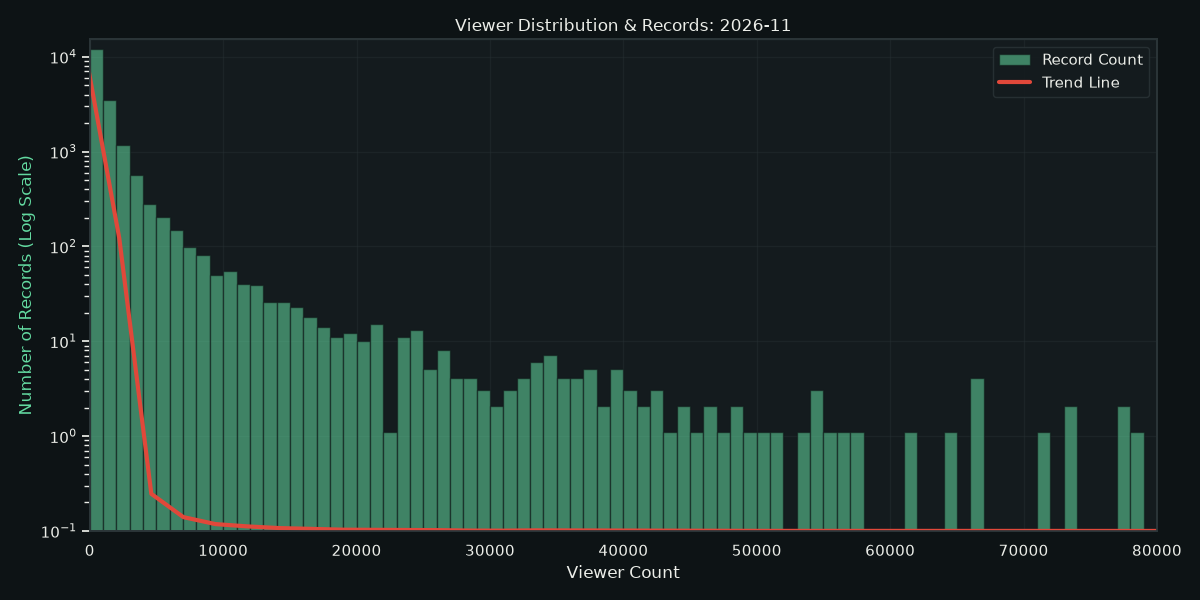 Viewer Distribution & Records: 2026-11
Record Count
Trend Line
Number of Records (Log Scale)
10⁴
10³
10²
10¹
10⁰
10⁻¹
0 10000 20000 30000 40000 50000 60000 70000 80000
Viewer Count